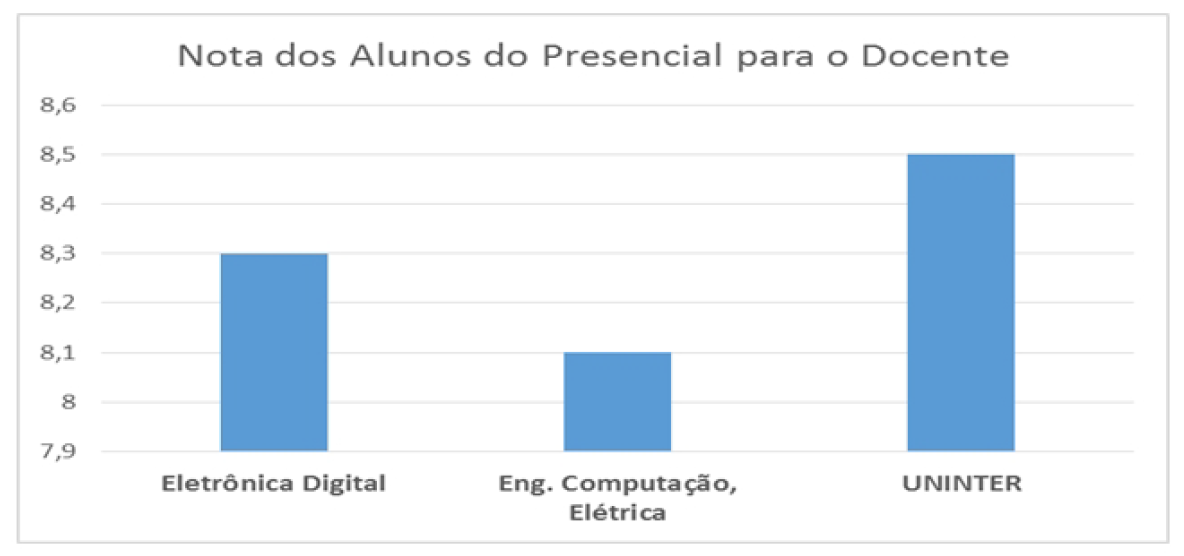 Nota dos Alunos do Presencial para o Docente
8,6
8,5
8,4
8,3
8,2
8,1
8
7,9
Eletrônica Digital
Eng. Computação,
Elétrica
UNINTER